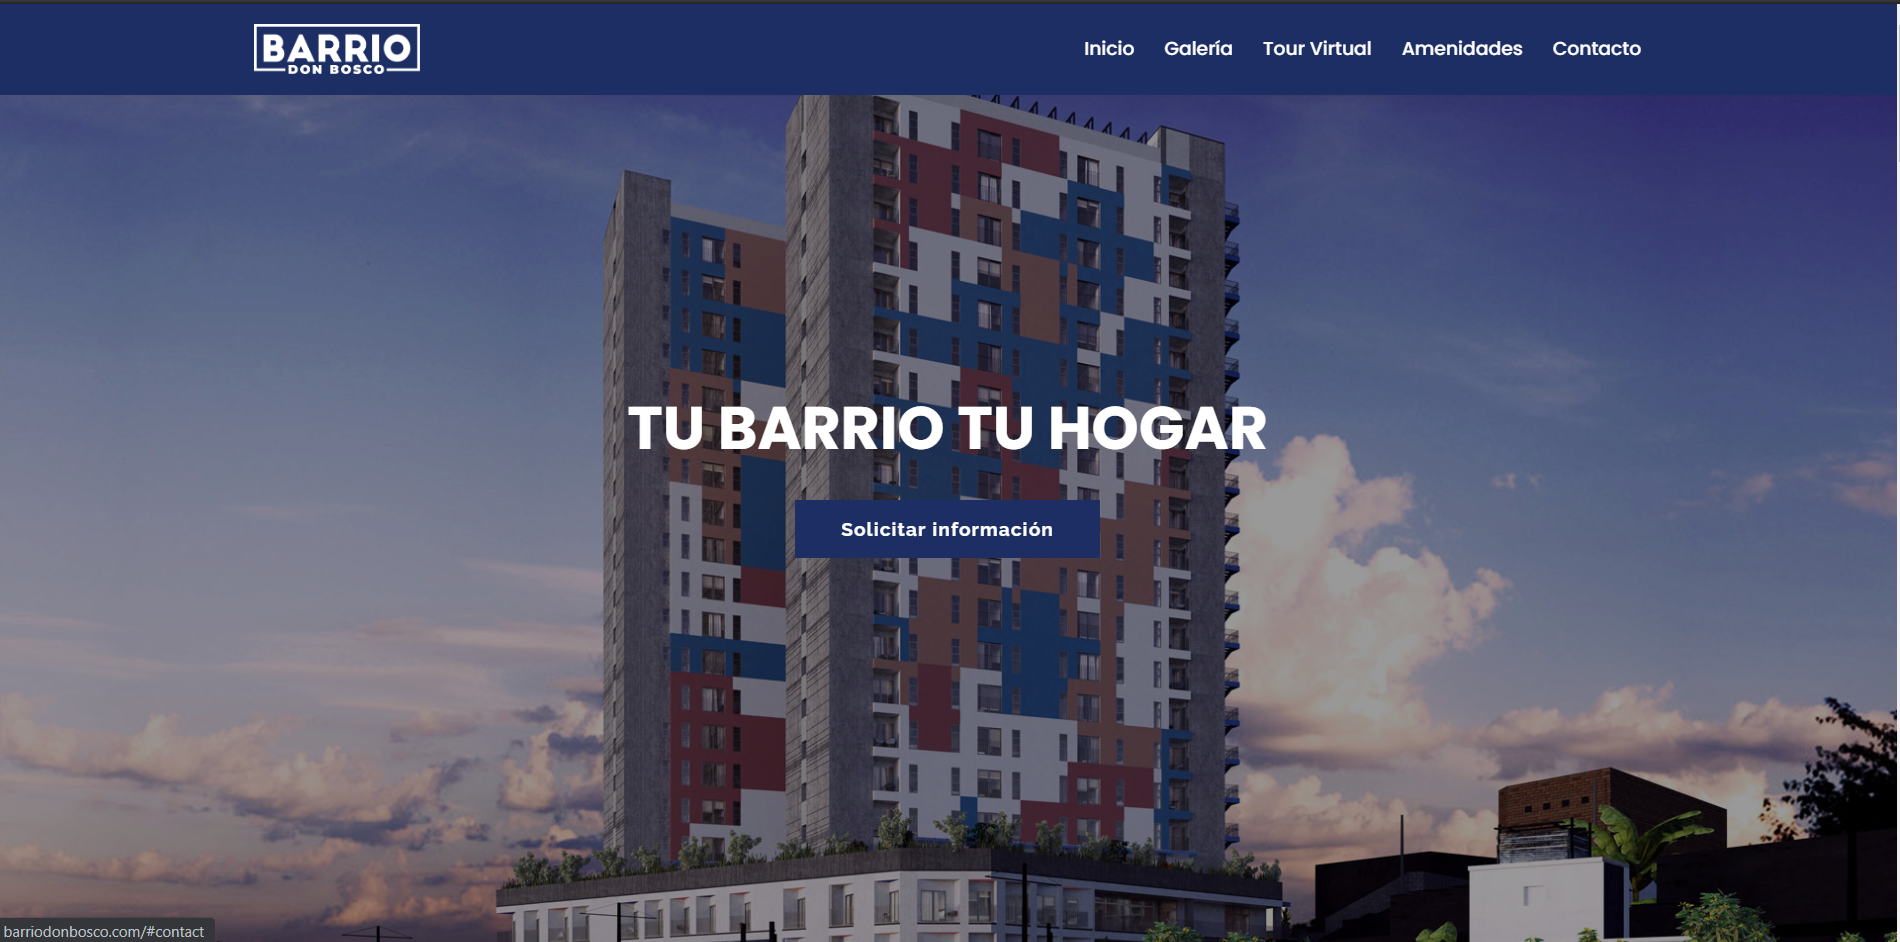 BARRIO
DON BOSCO
Inicio Galería Tour Virtual Amenidades Contacto
TU BARRIO TU HOGAR
Solicitar información
barriodonbosco.com/#contact